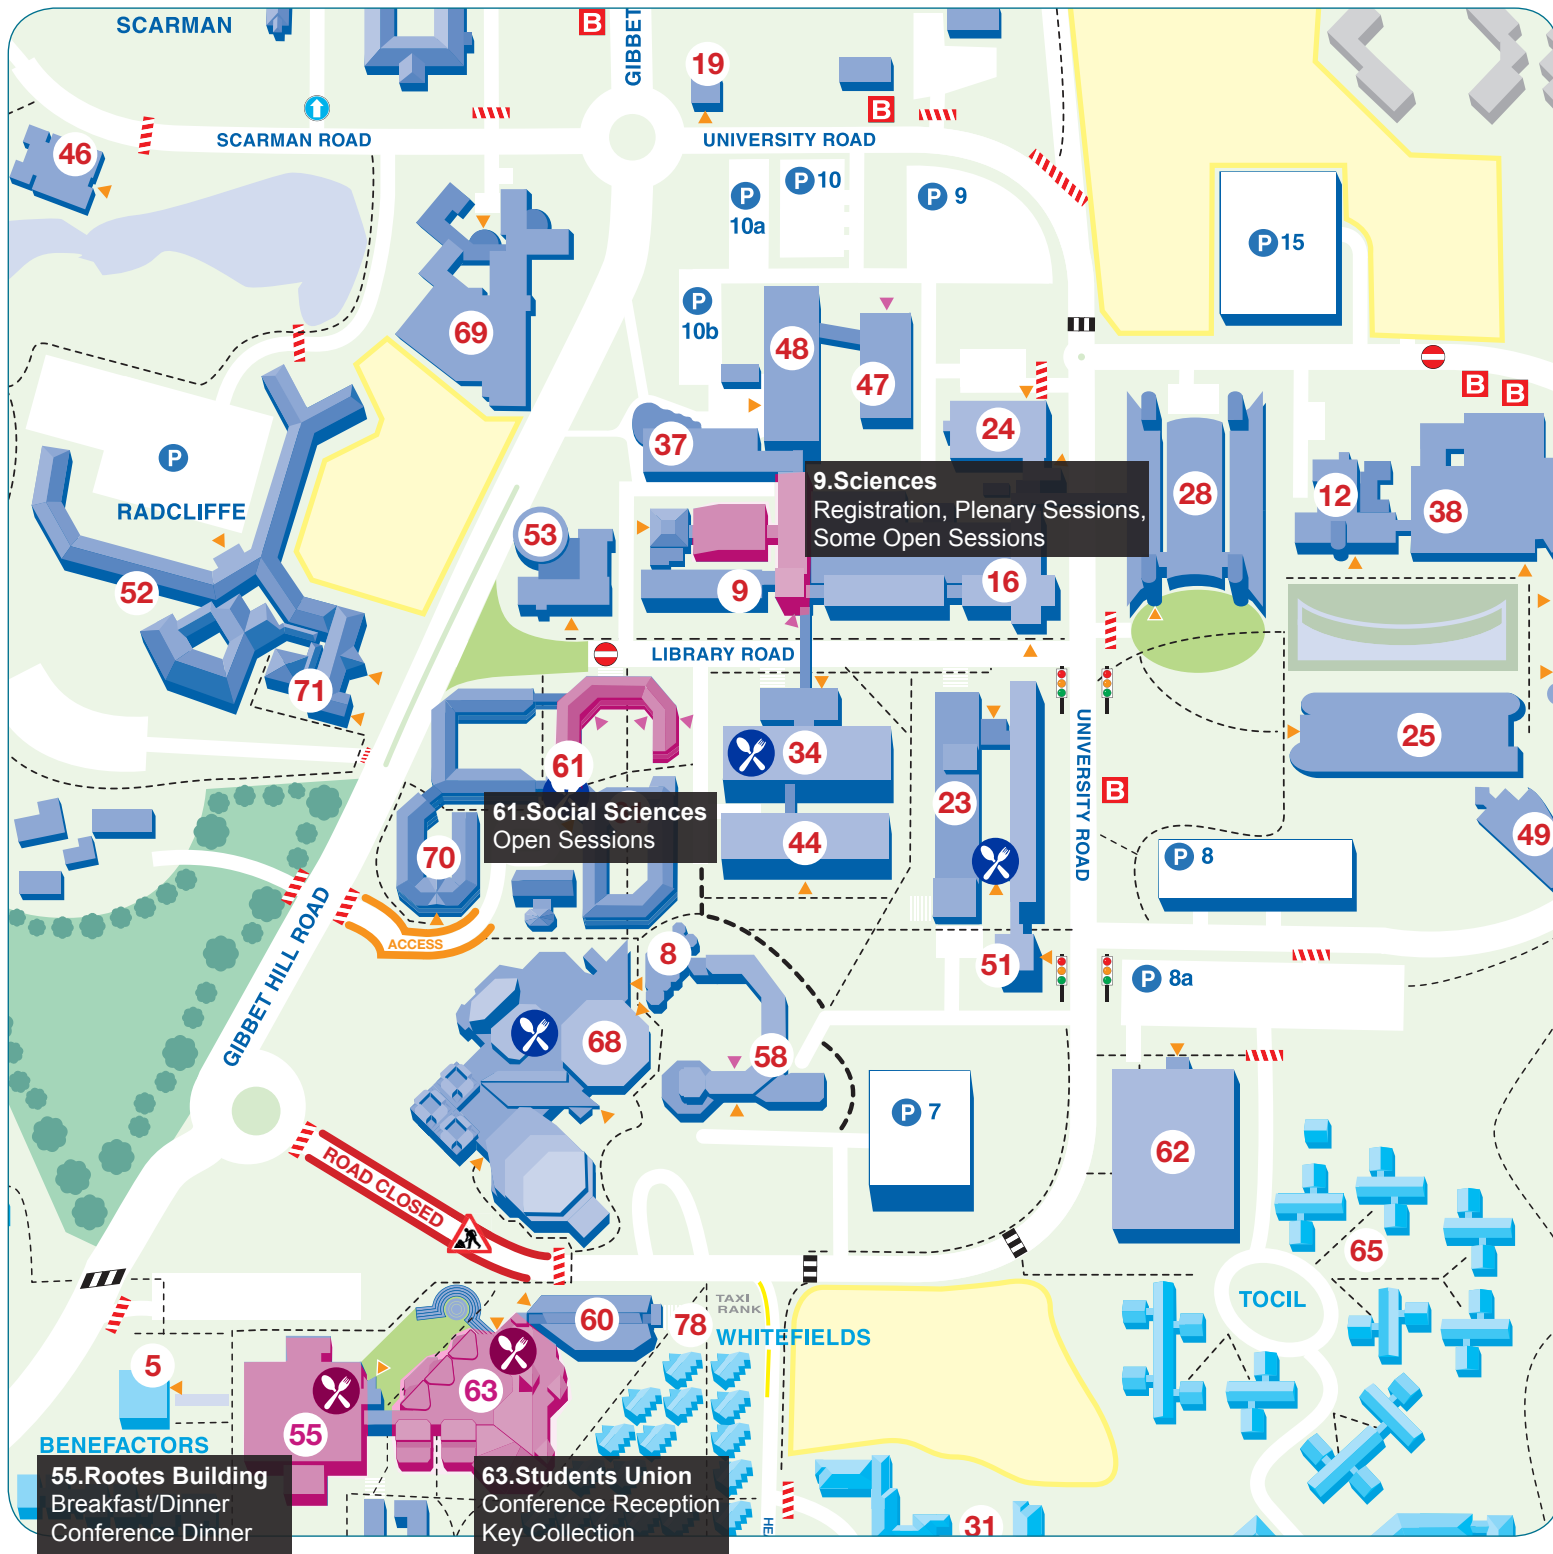 SCARMAN
B
GIBBET
19
B
SCARMAN ROAD
UNIVERSITY ROAD
46
P 10
P
10a
P 9
P 15
P
10b
69
48
47
B
B
37
24
28
12
38
P
RADCLIFFE
53
9.Sciences
Registration, Plenary Sessions,
Some Open Sessions
52
9
16
LIBRARY ROAD
71
61
34
23
25
UNIVERSITY ROAD
B
61.Social Sciences
Open Sessions
70
44
49
P 8
GIBBET HILL ROAD
ACCESS
8
51
P 8a
68
58
P 7
62
ROAD CLOSED
65
TOCIL
60
78
TAXI
RANK
WHITEFIELDS
5
63
55
BENEFACTORS
55.Rootes Building
Breakfast/Dinner
Conference Dinner
63.Students Union
Conference Reception
Key Collection
HE
31